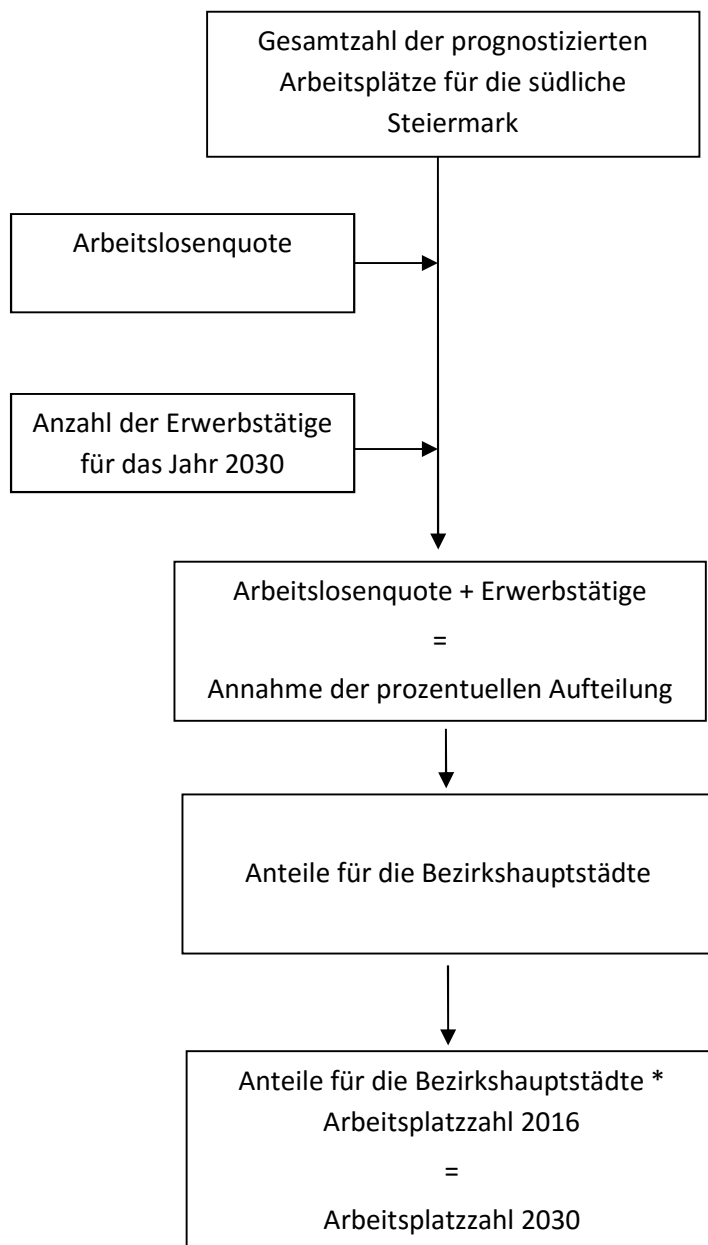 Gesamtzahl der prognostizierten
Arbeitsplätze für die südliche
Steiermark
Arbeitslosenquote
Anzahl der Erwerbstätige
für das Jahr 2030
Arbeitslosenquote + Erwerbstätige
=
Annahme der prozentuellen Aufteilung
Anteile für die Bezirkshauptstädte
Anteile für die Bezirkshauptstädte *
Arbeitsplatzzahl 2016
=
Arbeitsplatzzahl 2030